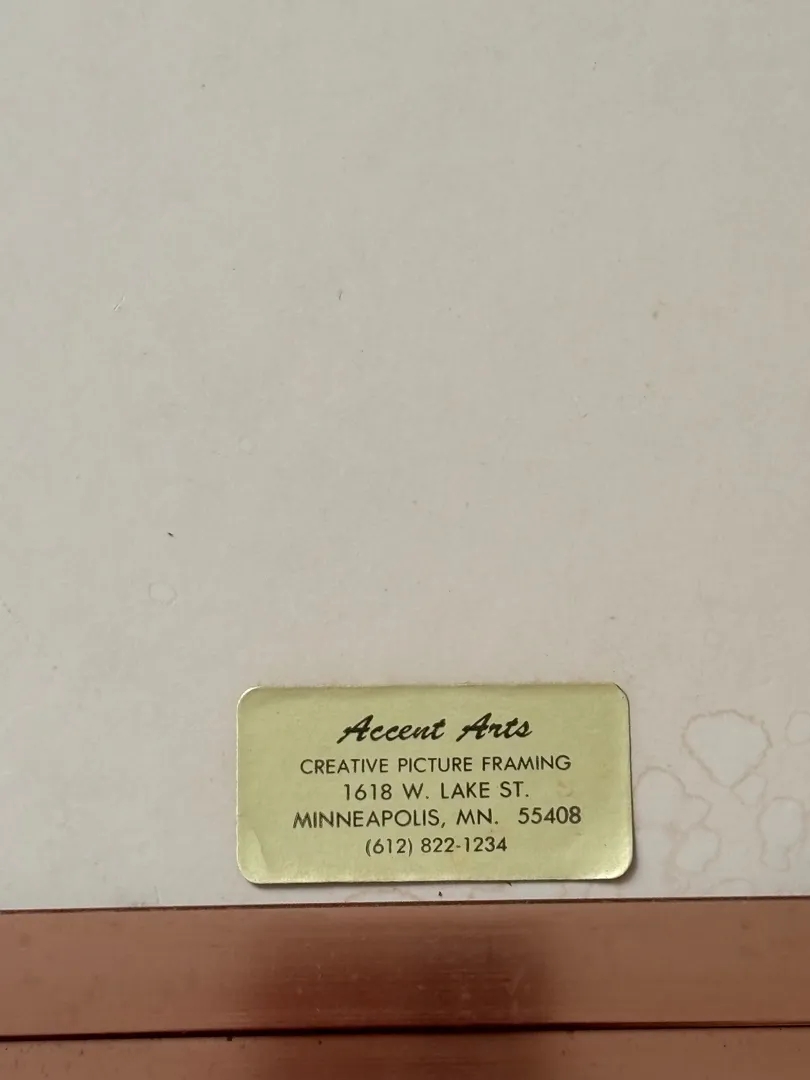 Accent Arts
CREATIVE PICTURE FRAMING
1618 W. LAKE ST.
MINNEAPOLIS, MN. 55408
(612) 822-1234